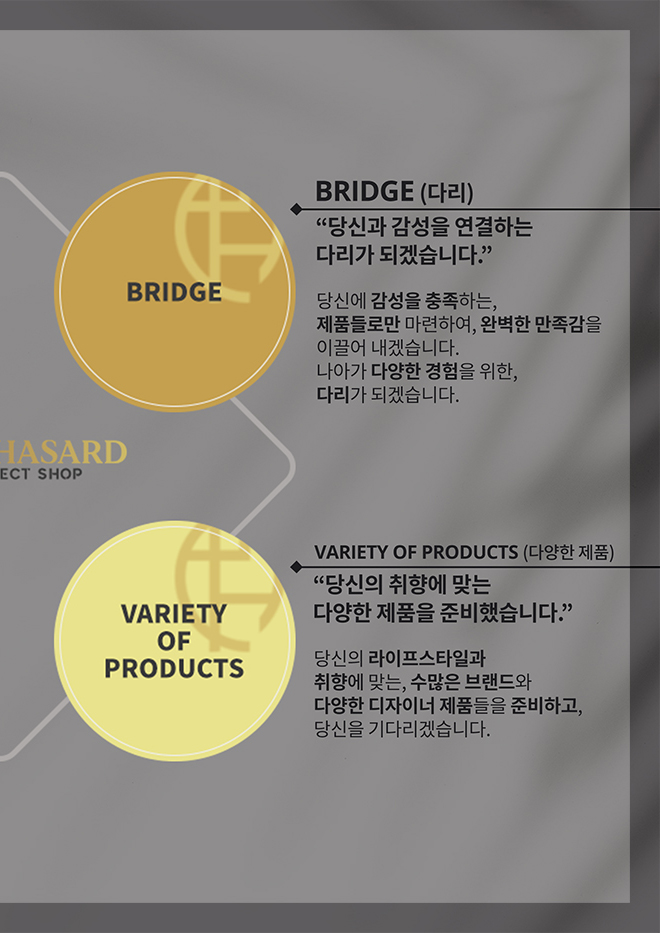 BRIDGE (다리)
“당신과 감성을 연결하는
다리가 되겠습니다.”
BRIDGE
당신에 감성을 충족하는,
제품들로만 마련하여, 완벽한 만족감을
이끌어 내겠습니다.
나아가 다양한 경험을 위한,
다리가 되겠습니다.
HASARD
ECT SHOP
VARIETY OF PRODUCTS (다양한 제품)
“당신의 취향에 맞는
다양한 제품을 준비했습니다.”
VARIETY
OF
PRODUCTS
당신의 라이프스타일과
취향에 맞는, 수많은 브랜드와
다양한 디자이너 제품들을 준비하고,
당신을 기다리겠습니다.